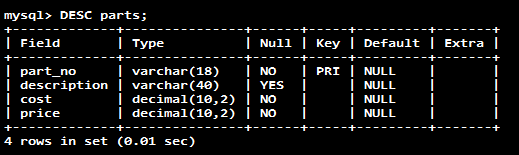 mysql> DESC parts;
+-------------+---------------+------+-----+---------+-------+
| Field       | Type          | Null | Key | Default | Extra |
+-------------+---------------+------+-----+---------+-------+
| part_no     | varchar(18)   | NO   | PRI | NULL    |       |
| description | varchar(40)   | YES  |     | NULL    |       |
| cost        | decimal(10,2) | NO   |     | NULL    |       |
| price       | decimal(10,2) | NO   |     | NULL    |       |
+-------------+---------------+------+-----+---------+-------+
4 rows in set (0.01 sec)